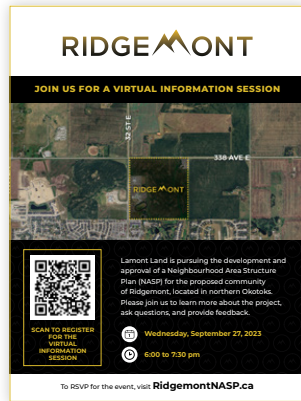 RIDGEMONT
JOIN US FOR A VIRTUAL INFORMATION SESSION
32 ST E
338 AVE E
RIDGEMONT
Lamont Land is pursuing the development and
approval of a Neighbourhood Area Structure
Plan (NASP) for the proposed community
of Ridgemont, located in northern Okotoks.
Please join us to learn more about the project,
ask questions, and provide feedback.
SCAN TO REGISTER
FOR THE
VIRTUAL
INFORMATION
SESSION
Wednesday, September 27, 2023
6:00 to 7:30 pm
To RSVP for the event, visit RidgemontNASP.ca